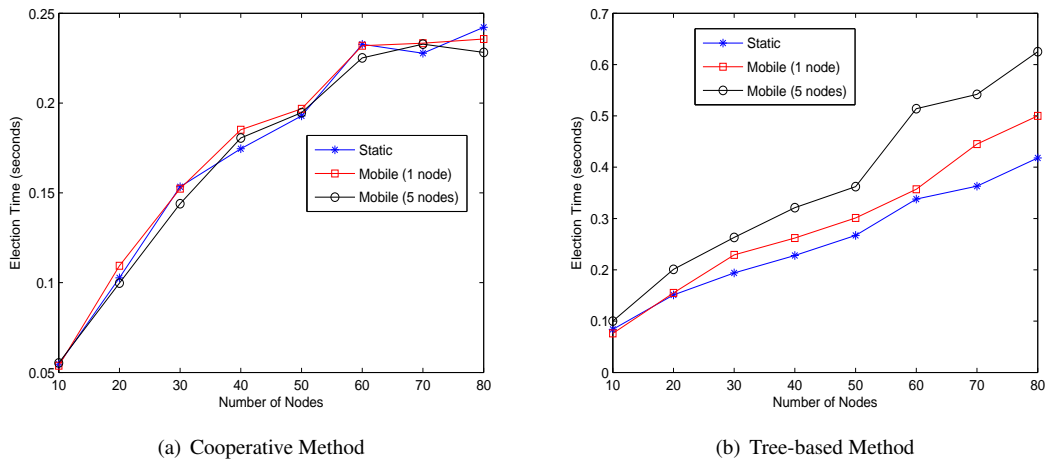 0.25
0.2
0.15
0.1
0.05
Election Time (seconds)
Static
Mobile (1 node)
Mobile (5 nodes)
10 20 30 40 50 60 70 80
Number of Nodes
(a) Cooperative Method
0.7
0.6
0.5
0.4
0.3
0.2
0.1
0
Election Time (seconds)
Static
Mobile (1 node)
Mobile (5 nodes)
10 20 30 40 50 60 70 80
Number of Nodes
(b) Tree-based Method